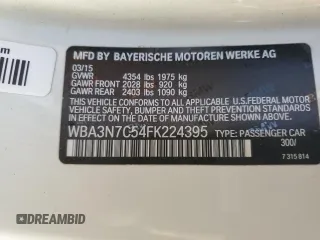 MFD BY BAYERISCHE MOTOREN WERKE AG
03/15
GVWR 4354 lbs 1975 kg
GAWR FRONT 2028 lbs 920 kg
GAWR REAR 2403 lbs 1090 kg
THIS VEHICLE CONFORMS TO ALL APPLICABLE U.S. FEDERAL MOTOR
VEHICLE SAFETY, BUMPER, AND THEFT PREVENTION STANDARDS IN EFFECT
ON THE DATE OF MANUFACTURE SHOWN ABOVE.
WBA3N7C54FK224395 TYPE: PASSENGER CAR
300/
7 315 814
DREAMBID